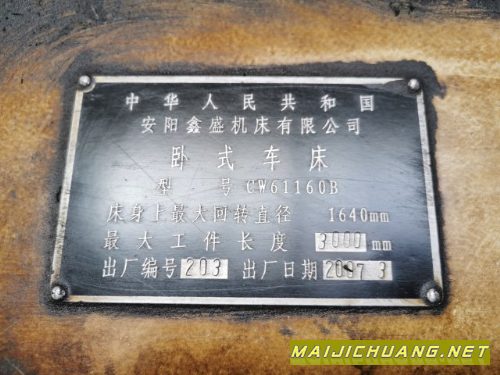 中华人民共和国
安阳鑫盛机床有限公司
卧式车床
型号 CW61160B
床身上最大回转直径 1640mm
最大工件长度 3000mm
出厂编号 203 出厂日期 2007 3
MAIJICHUANG.NET